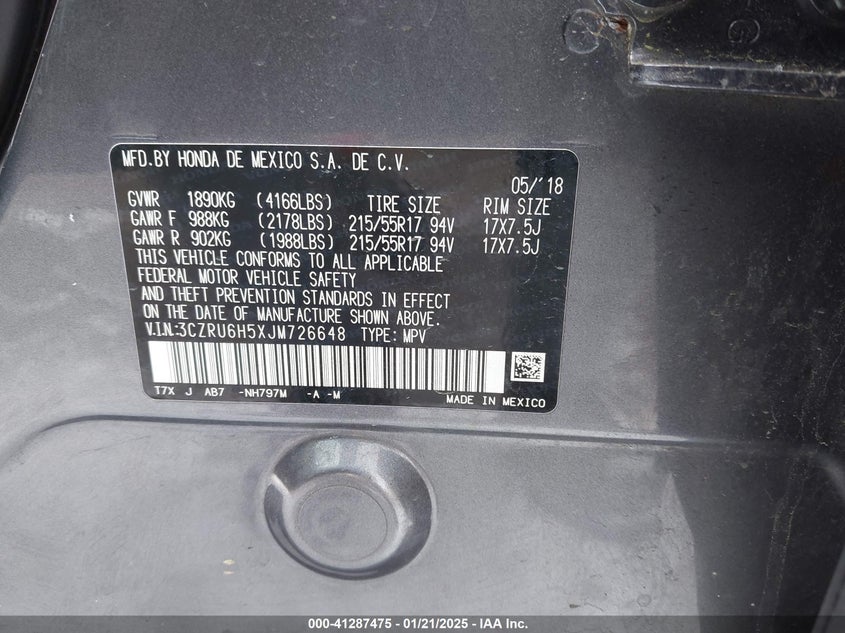 MFD.BY HONDA DE MEXICO S.A. DE C.V.
05/'18
GVWR 1890KG (4166LBS) TIRE SIZE RIM SIZE
GAWR F 988KG (2178LBS) 215/55R17 94V 17X7.5J
GAWR R 902KG (1988LBS) 215/55R17 94V 17X7.5J
THIS VEHICLE CONFORMS TO ALL APPLICABLE
FEDERAL MOTOR VEHICLE SAFETY
AND THEFT PREVENTION STANDARDS IN EFFECT
ON THE DATE OF MANUFACTURE SHOWN ABOVE.
V.I.N:3CZRU6H5XJM726648 TYPE: MPV
T7X J AB7 -NH797M -A -M
MADE IN MEXICO
000-41287475 - 01/21/2025 - IAA Inc.